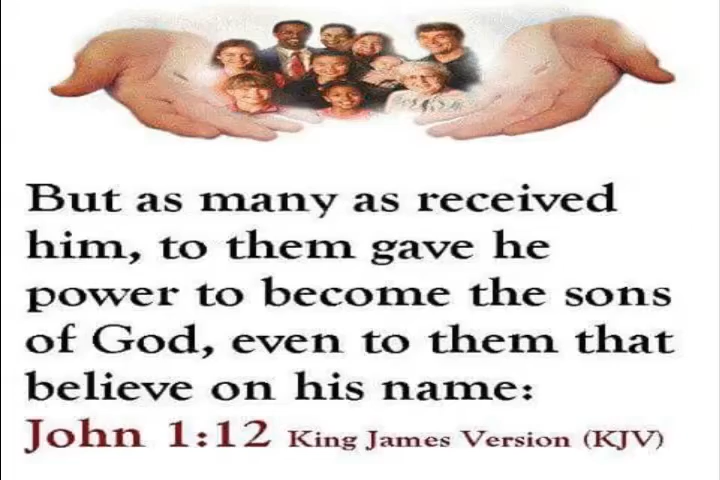 But as many as received
him, to them gave he
power to become the sons
of God, even to them that
believe on his name:
John 1:12 King James Version (KJV)